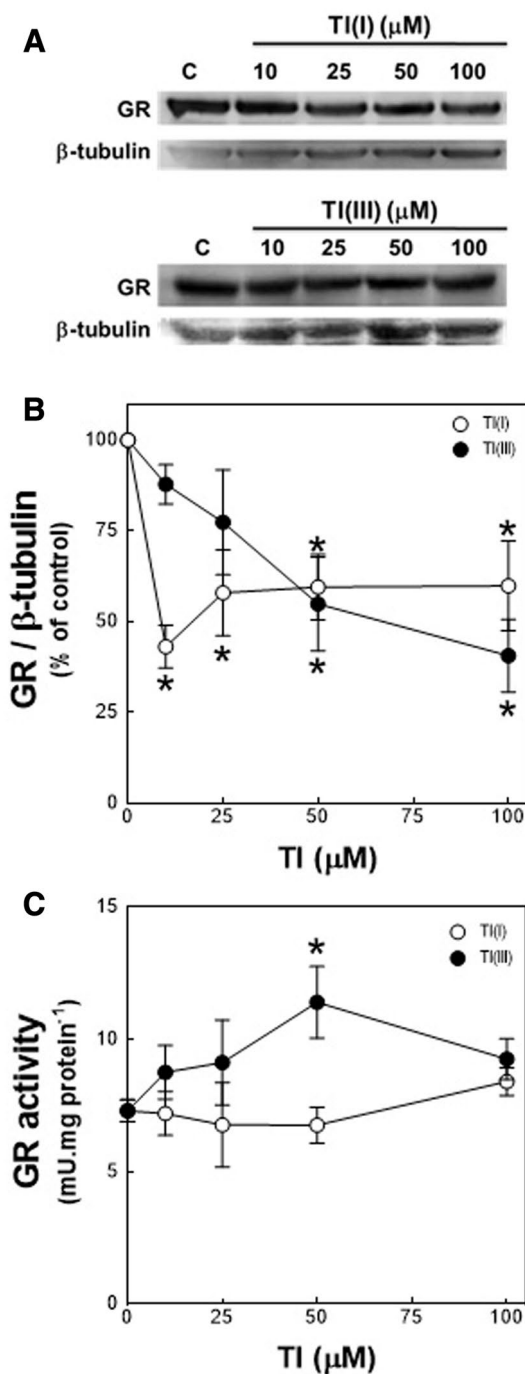 A
Tl(I) (μM)
C 10 25 50 100
GR
β-tubulin
Tl(III) (μM)
C 10 25 50 100
GR
β-tubulin
B
GR / β-tubulin
(% of control)
100
75
50
25
0
Tl(I)
Tl(III)
*
*
*
*
*
*
0 25 50 75 100
Tl (μM)
C
GR activity
(mU.mg protein⁻¹)
15
10
5
0
Tl(I)
Tl(III)
*
0 25 50 75 100
Tl (μM)